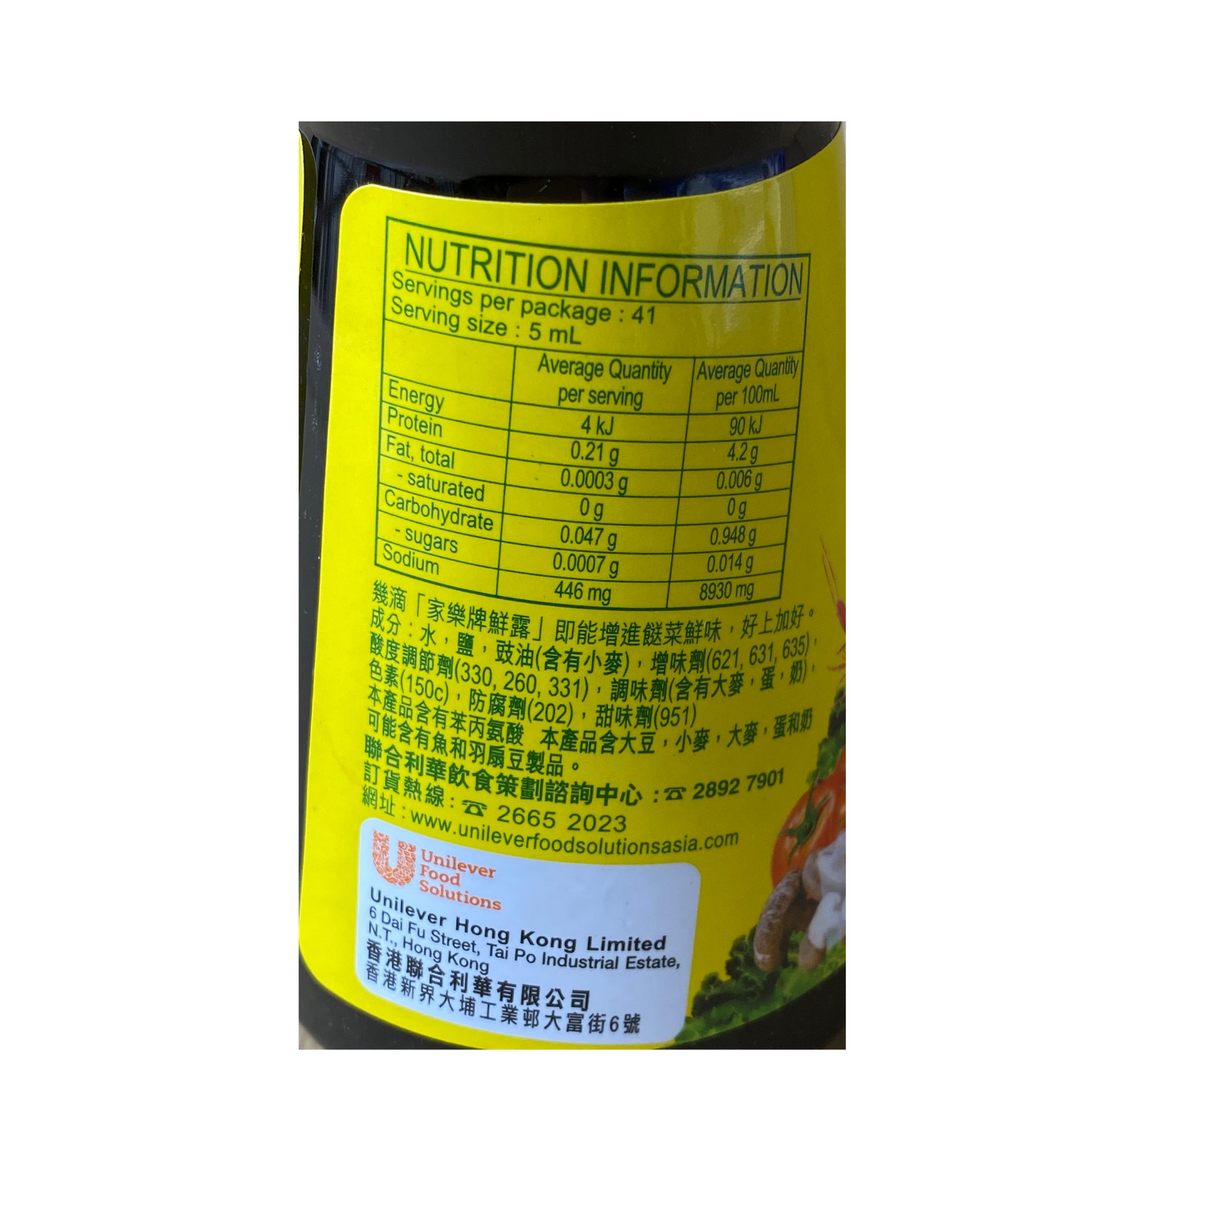 NUTRITION INFORMATION
Servings per package : 41
Serving size : 5 mL
Average Quantity per serving Average Quantity per 100mL
Energy 4 kJ 90 kJ
Protein 0.21 g 4.2 g
Fat, total 0.0003 g 0.006 g
- saturated 0 g 0 g
Carbohydrate 0.047 g 0.948 g
- sugars 0.0007 g 0.014 g
Sodium 446 mg 8930 mg
幾滴「家樂牌鮮露」即能增進餸菜鮮味，好上加好。
成分：水，鹽，豉油(含有小麥)，增味劑(621, 631, 635)，
酸度調節劑(330, 260, 331)，調味劑(含有大麥，蛋，奶)，
色素(150c)，防腐劑(202)，甜味劑(951)
本產品含有苯丙氨酸 本產品含大豆，小麥，大麥，蛋和奶
可能含有魚和羽扇豆製品。
聯合利華飲食策劃諮詢中心 :☎ 2892 7901
訂貨熱線:☎ 2665 2023
網址:www.unileverfoodsolutionsasia.com
Unilever
Food
Solutions
Unilever Hong Kong Limited
6 Dai Fu Street, Tai Po Industrial Estate,
N.T., Hong Kong
香港聯合利華有限公司
香港新界大埔工業邨大富街6號